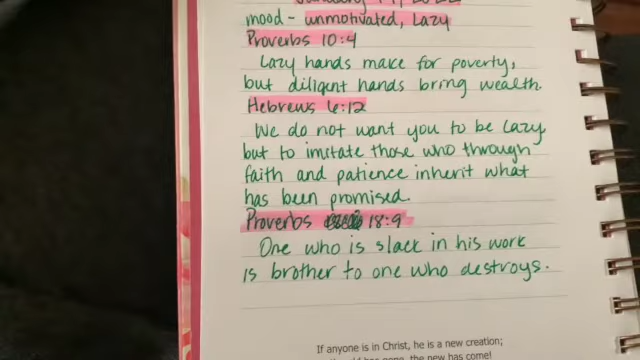 mood - unmotivated, Lazy
Proverbs 10:4
Lazy hands make for poverty,
but diligent hands bring wealth.
Hebrews 6:12
We do not want you to be lazy
but to imitate those who through
faith and patience inherit what
has been promised.
Proverbs 18:9
One who is slack in his work
is brother to one who destroys.
If anyone is in Christ, he is a new creation;
the new has come!